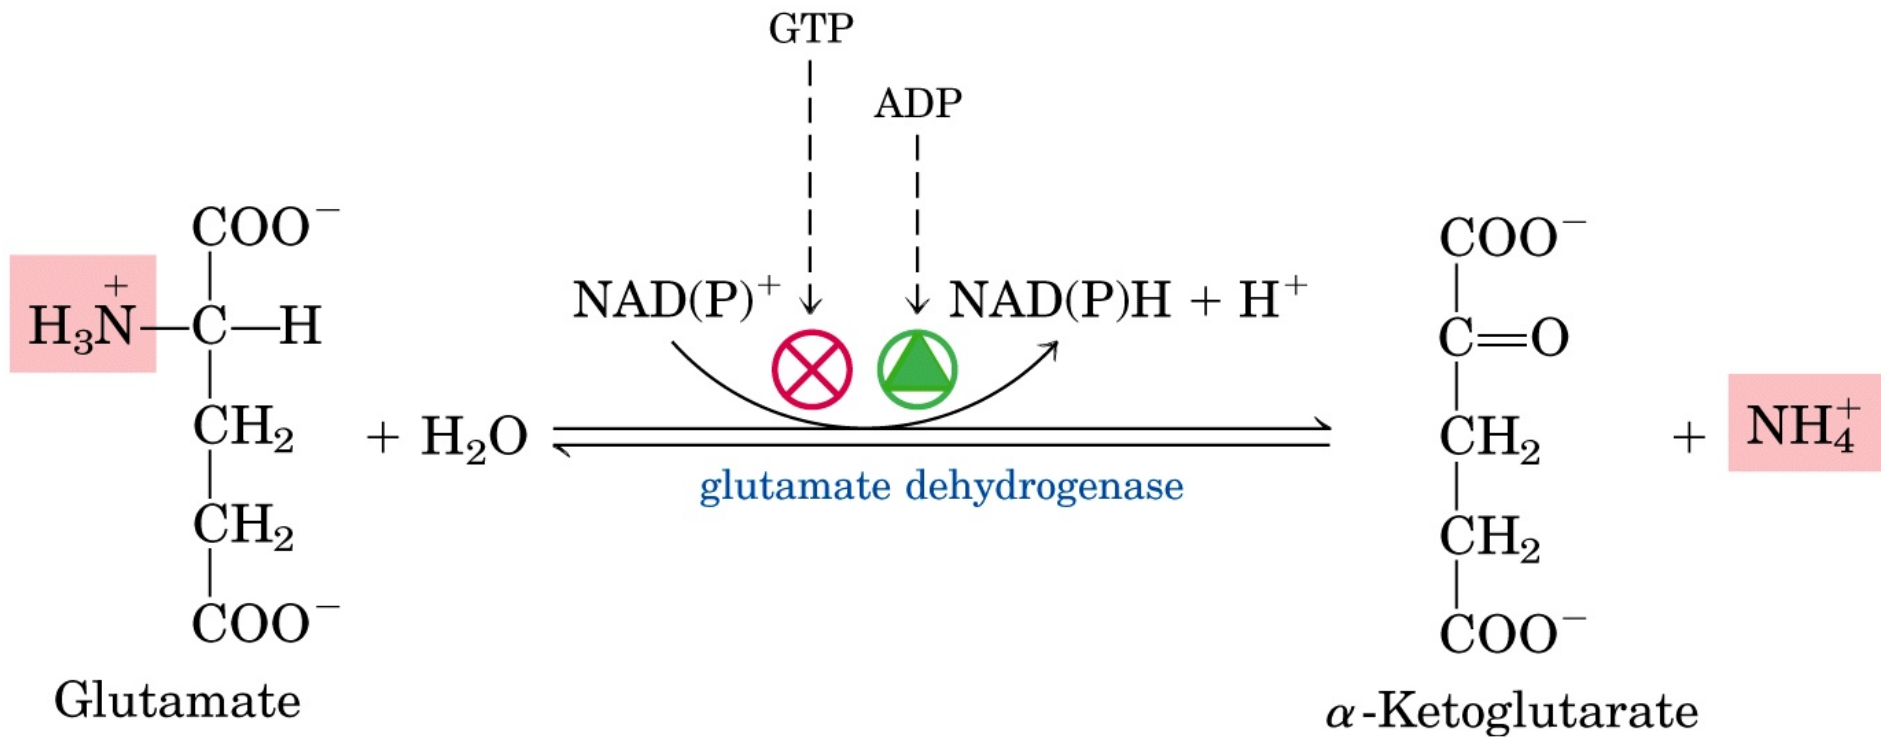 GTP
ADP
COO⁻
H₃N⁺—C—H
CH₂
CH₂
COO⁻
Glutamate
+ H₂O
NAD(P)⁺
NAD(P)H + H⁺
glutamate dehydrogenase
COO⁻
C=O
CH₂
CH₂
COO⁻
α-Ketoglutarate
+ NH₄⁺